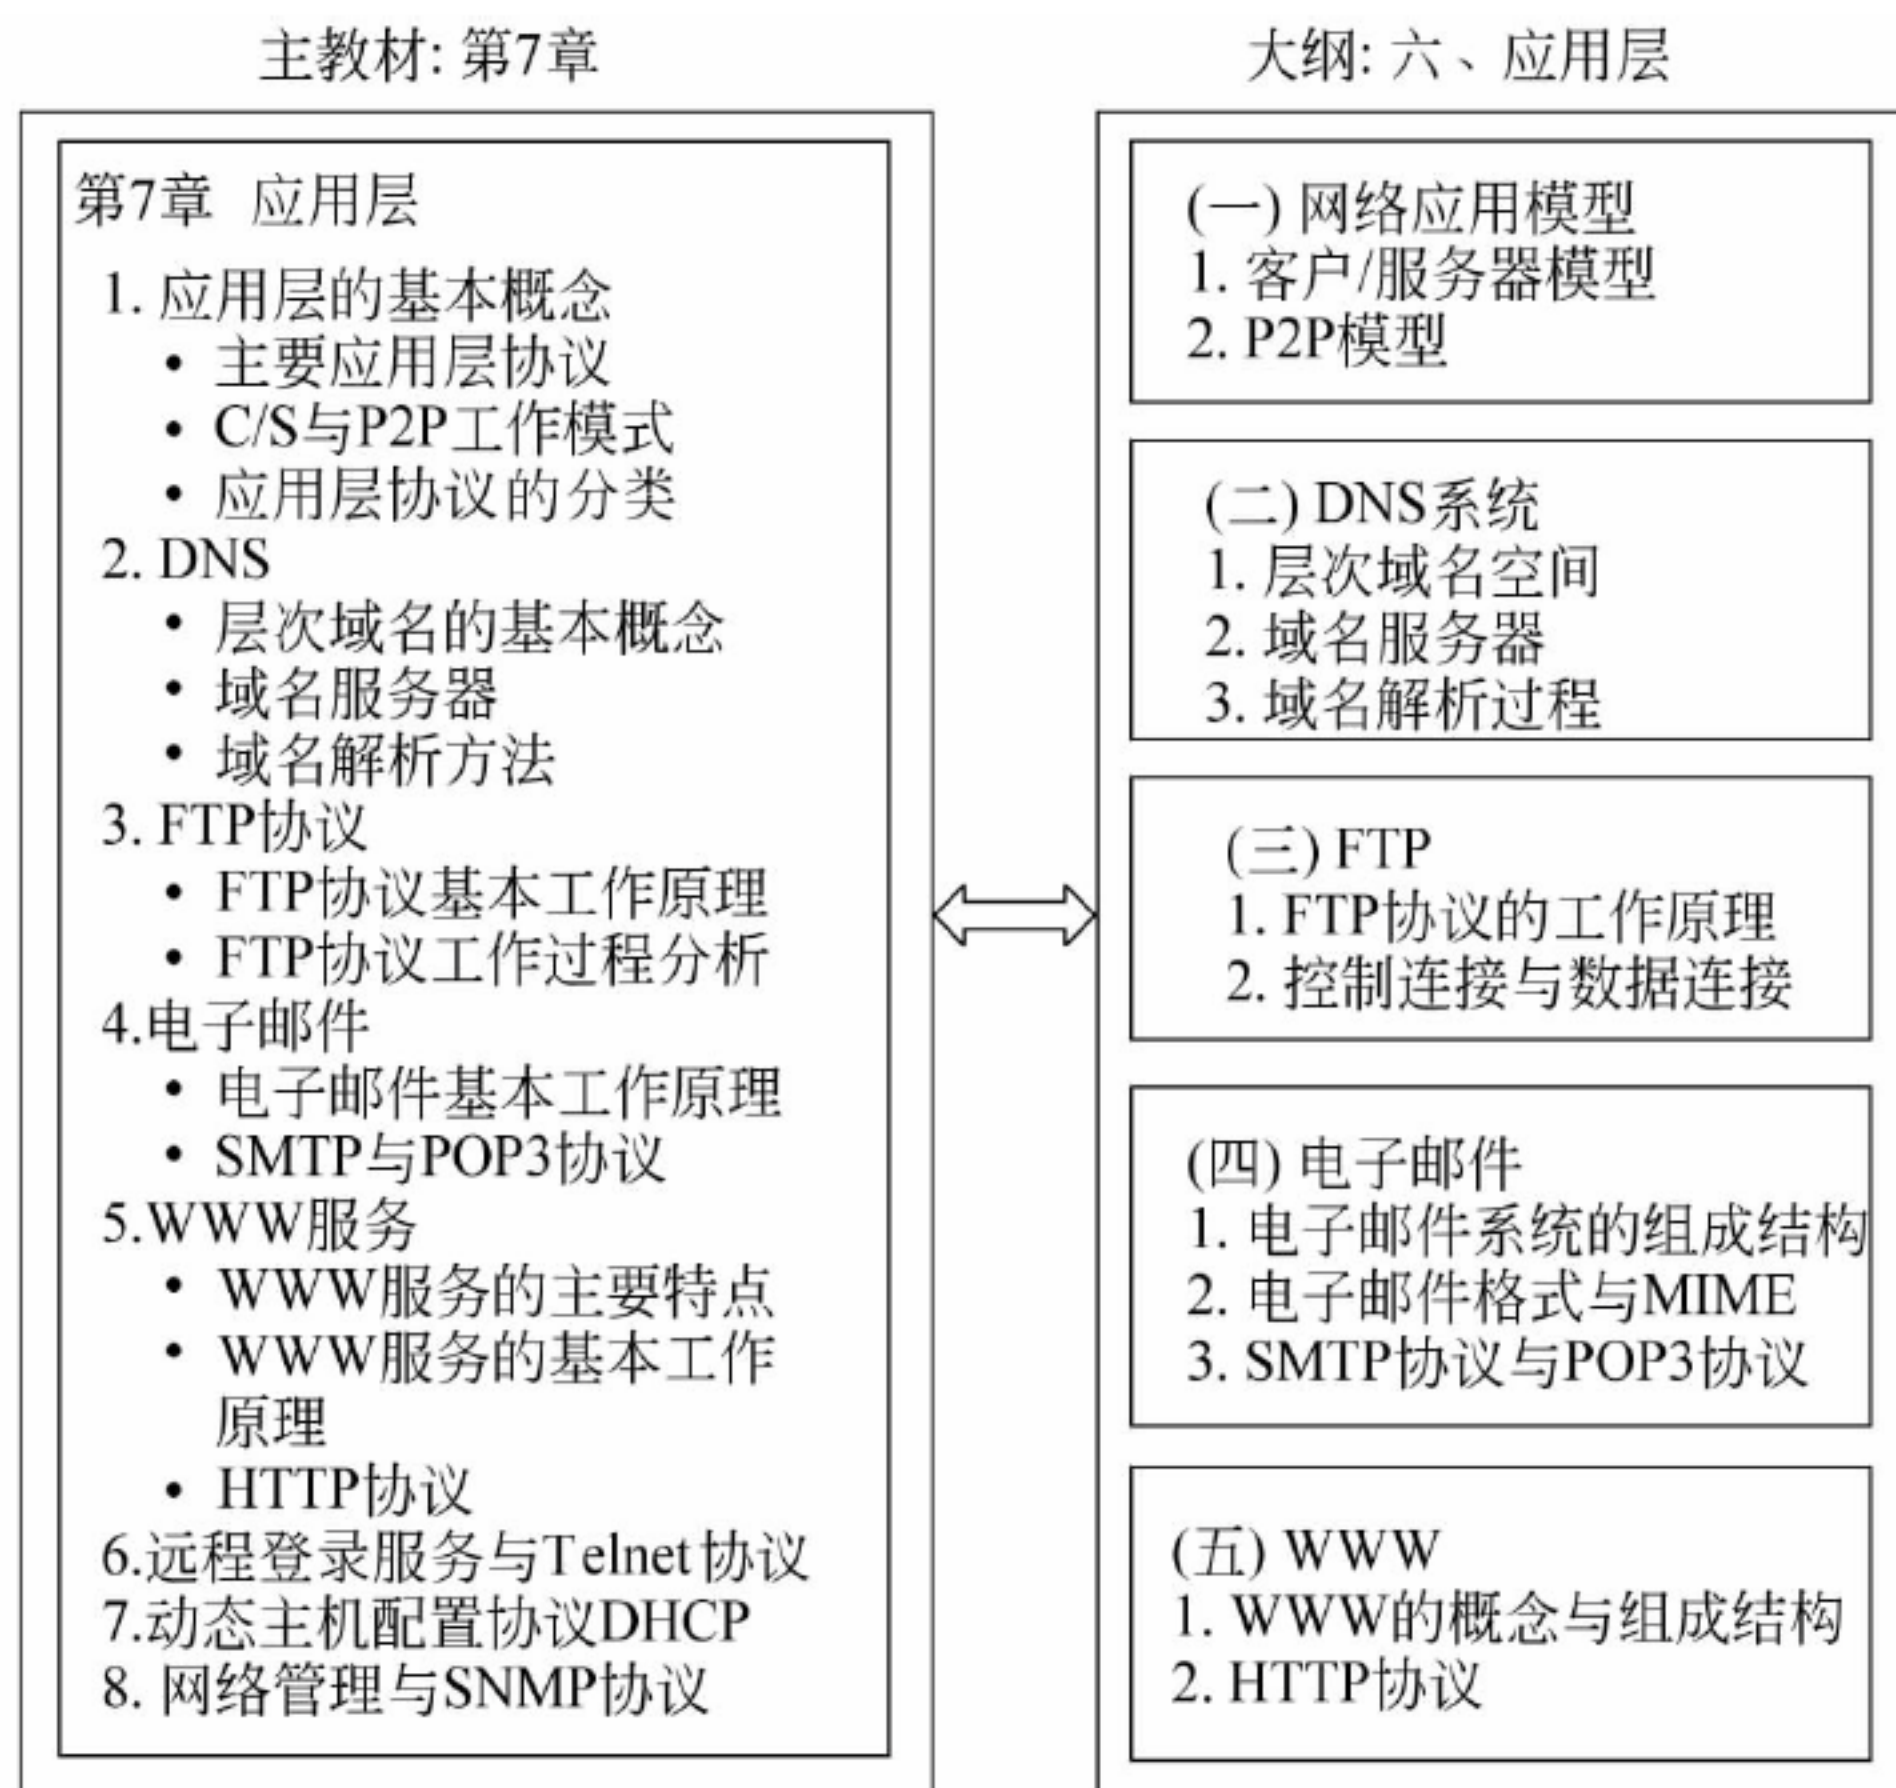 主教材: 第7章
第7章 应用层
1. 应用层的基本概念
• 主要应用层协议
• C/S与P2P工作模式
• 应用层协议的分类
2. DNS
• 层次域名的基本概念
• 域名服务器
• 域名解析方法
3. FTP协议
• FTP协议基本工作原理
• FTP协议工作过程分析
4.电子邮件
• 电子邮件基本工作原理
• SMTP与POP3协议
5.WWW服务
• WWW服务的主要特点
• WWW服务的基本工作
原理
• HTTP协议
6.远程登录服务与Telnet协议
7.动态主机配置协议DHCP
8. 网络管理与SNMP协议
大纲: 六、应用层
(一) 网络应用模型
1. 客户/服务器模型
2. P2P模型
(二) DNS系统
1. 层次域名空间
2. 域名服务器
3. 域名解析过程
(三) FTP
1. FTP协议的工作原理
2. 控制连接与数据连接
(四) 电子邮件
1. 电子邮件系统的组成结构
2. 电子邮件格式与MIME
3. SMTP协议与POP3协议
(五) WWW
1. WWW的概念与组成结构
2. HTTP协议